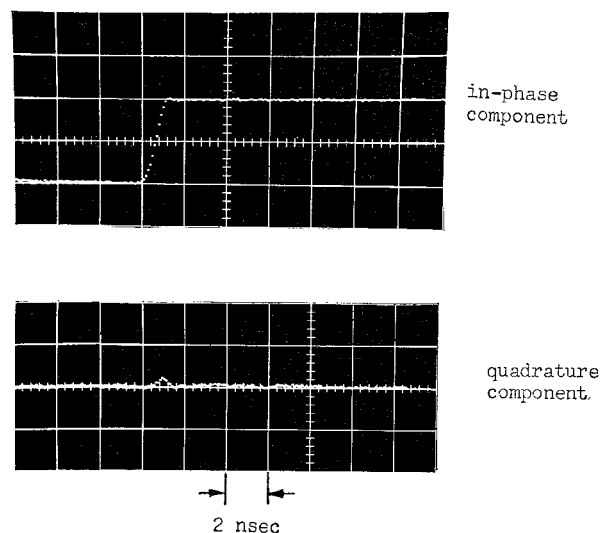 in-phase
component
quadrature
component
2 nsec